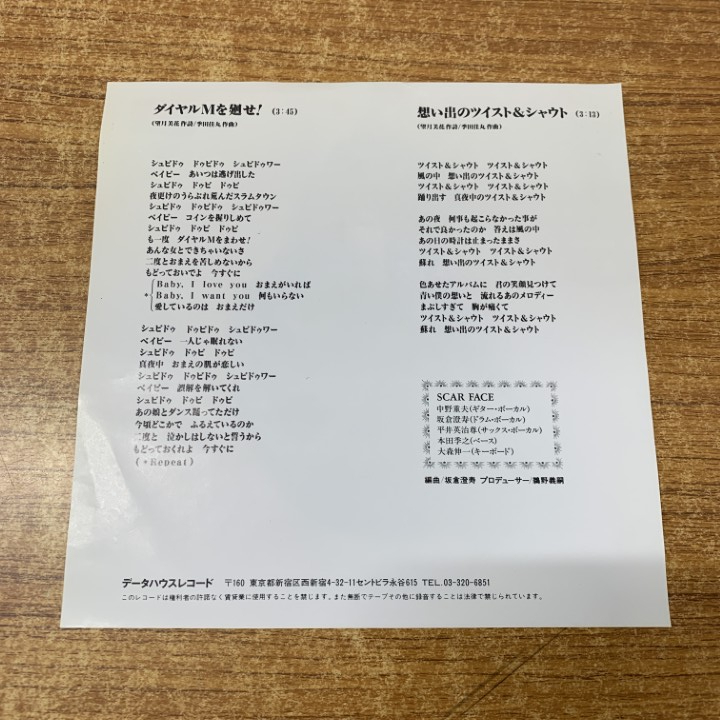 ダイヤルMを廻せ! (3:45)
(望月美花作詩/季田佳丸作曲)
シュビドゥ ドゥビドゥ シュビドゥワー
ベイビー あいつは逃げ出した
シュビドゥ ドゥビ ドゥビ
夜更けのうらぶれ荒んだスラムタウン
シュビドゥ ドゥビドゥ シュビドゥワー
ベイビー コインを握りしめて
シュビドゥ ドゥビ ドゥビ
も一度 ダイヤルMをまわせ!
あんな女とできちゃいないさ
二度とおまえを苦しめないから
もどっておいでよ 今すぐに
Baby, I love you おまえがいれば
*Baby, I want you 何もいらない
愛しているのは おまえだけ
シュビドゥ ドゥビドゥ シュビドゥワー
ベイビー 一人じゃ眠れない
シュビドゥ ドゥビ ドゥビ
真夜中 おまえの肌が恋しい
シュビドゥ ドゥビドゥ シュビドゥワー
ベイビー 誤解を解いてくれ
シュビドゥ ドゥビ ドゥビ
あの娘とダンス踊ってただけ
今頃どこかで ふるえているのか
二度と 泣かしはしないと誓うから
もどっておくれよ 今すぐに
(*Repeat)
想い出のツイスト&シャウト (3:13)
(望月美花作詩/季田佳丸作曲)
ツイスト&シャウト ツイスト&シャウト
風の中 想い出のツイスト&シャウト
ツイスト&シャウト ツイスト&シャウト
踊り出す 真夜中のツイスト&シャウト
あの夜 何事も起こらなかった事が
それで良かったのか 答えは風の中
あの日の時計は止まったままさ
ツイスト&シャウト ツイスト&シャウト
蘇れ 想い出のツイスト&シャウト
色あせたアルバムに 君の笑顔見つけて
青い僕の想いと 流れるあのメロディー
まぶしすぎて 胸が痛くて
ツイスト&シャウト ツイスト&シャウト
蘇れ 想い出のツイスト&シャウト
SCAR FACE
中野重夫(ギター・ボーカル)
坂倉澄寿(ドラム・ボーカル)
平井英治尊(サックス・ボーカル)
本田季之(ベース)
大森伸一(キーボード)
編曲/坂倉澄寿 プロデューサー/鵜野義嗣
データハウスレコード 〒160 東京都新宿区西新宿4-32-11セントビラ永谷615 TEL.03-320-6851
このレコードは権利者の許諾なく賃貸業に使用することを禁じます。また無断でテープその他に録音することは法律で禁じられています。